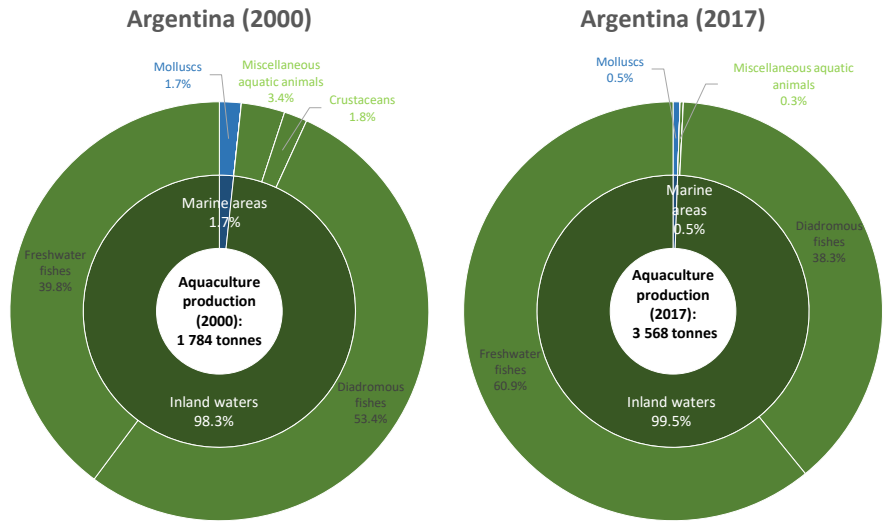 Argentina (2000)
Molluscs
1.7%
Miscellaneous
aquatic animals
3.4%
Crustaceans
1.8%
Marine areas
1.7%
Freshwater
fishes
39.8%
Aquaculture
production
(2000):
1 784 tonnes
Diadromous
fishes
53.4%
Inland waters
98.3%
Argentina (2017)
Molluscs
0.5%
Miscellaneous aquatic
animals
0.3%
Marine
areas
0.5%
Diadromous fishes
38.3%
Aquaculture
production
(2017):
3 568 tonnes
Freshwater fishes
60.9%
Inland waters
99.5%